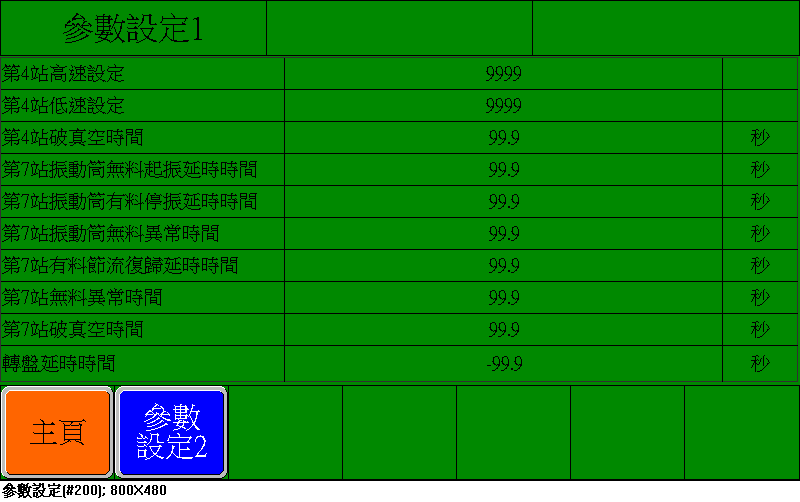 參數設定1
第4站高速設定 9999
第4站低速設定 9999
第4站破真空時間 99.9 秒
第7站振動筒無料起振延時時間 99.9 秒
第7站振動筒有料停振延時時間 99.9 秒
第7站振動筒無料異常時間 99.9 秒
第7站有料節流復歸延時時間 99.9 秒
第7站無料異常時間 99.9 秒
第7站破真空時間 99.9 秒
轉盤延時時間 -99.9 秒
主頁
參數
設定2
參數設定(#200); 800X480